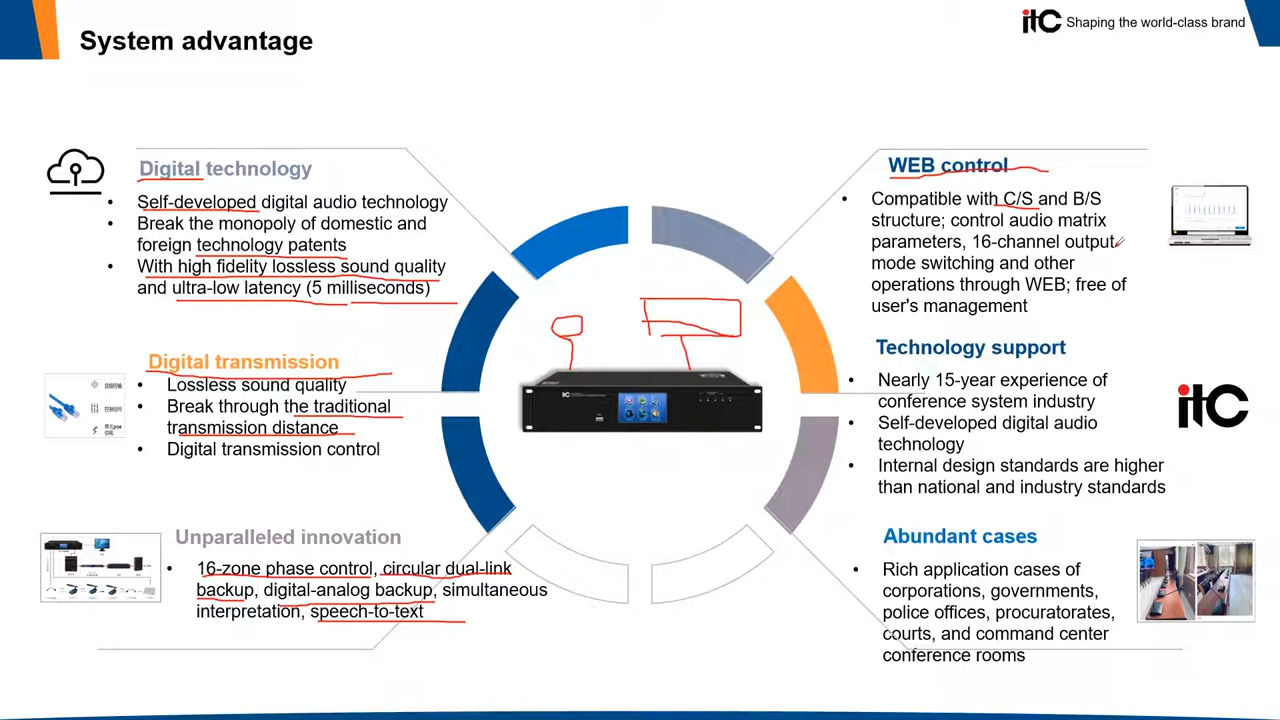 System advantage
itc Shaping the world-class brand
Digital technology
• Self-developed digital audio technology
• Break the monopoly of domestic and
foreign technology patents
• With high fidelity lossless sound quality
and ultra-low latency (5 milliseconds)
Digital transmission
• Lossless sound quality
• Break through the traditional
transmission distance
• Digital transmission control
Unparalleled innovation
• 16-zone phase control, circular dual-link
backup, digital-analog backup, simultaneous
interpretation, speech-to-text
itc
WEB control
• Compatible with C/S and B/S
structure; control audio matrix
parameters, 16-channel output
mode switching and other
operations through WEB; free of
user's management
Technology support
• Nearly 15-year experience of
conference system industry
• Self-developed digital audio
technology
• Internal design standards are higher
than national and industry standards
itc
Abundant cases
• Rich application cases of
corporations, governments,
police offices, procuratorates,
courts, and command center
conference rooms